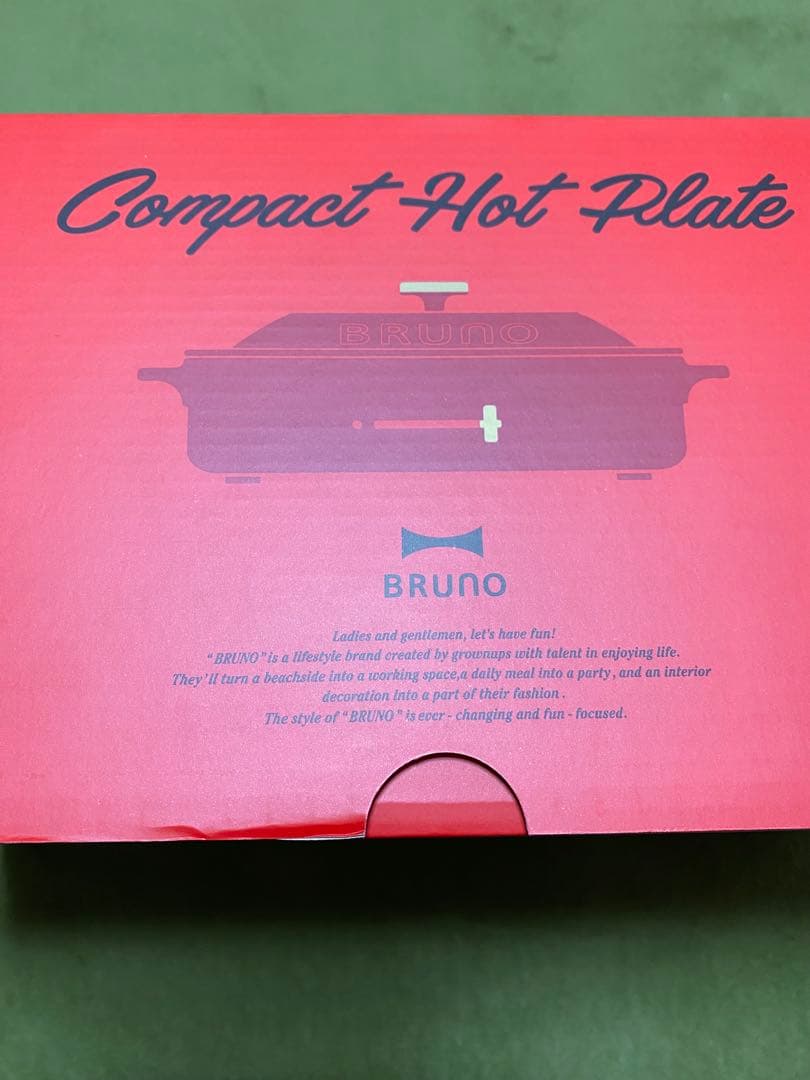 Compact Hot Plate
BRUNO
BRUNO
Ladies and gentlemen, let's have fun!
"BRUNO" is a lifestyle brand created by grownups with talent in enjoying life.
They'll turn a beachside into a working space,a daily meal into a party, and an interior
decoration into a part of their fashion.
The style of "BRUNO" is ever - changing and fun - focused.